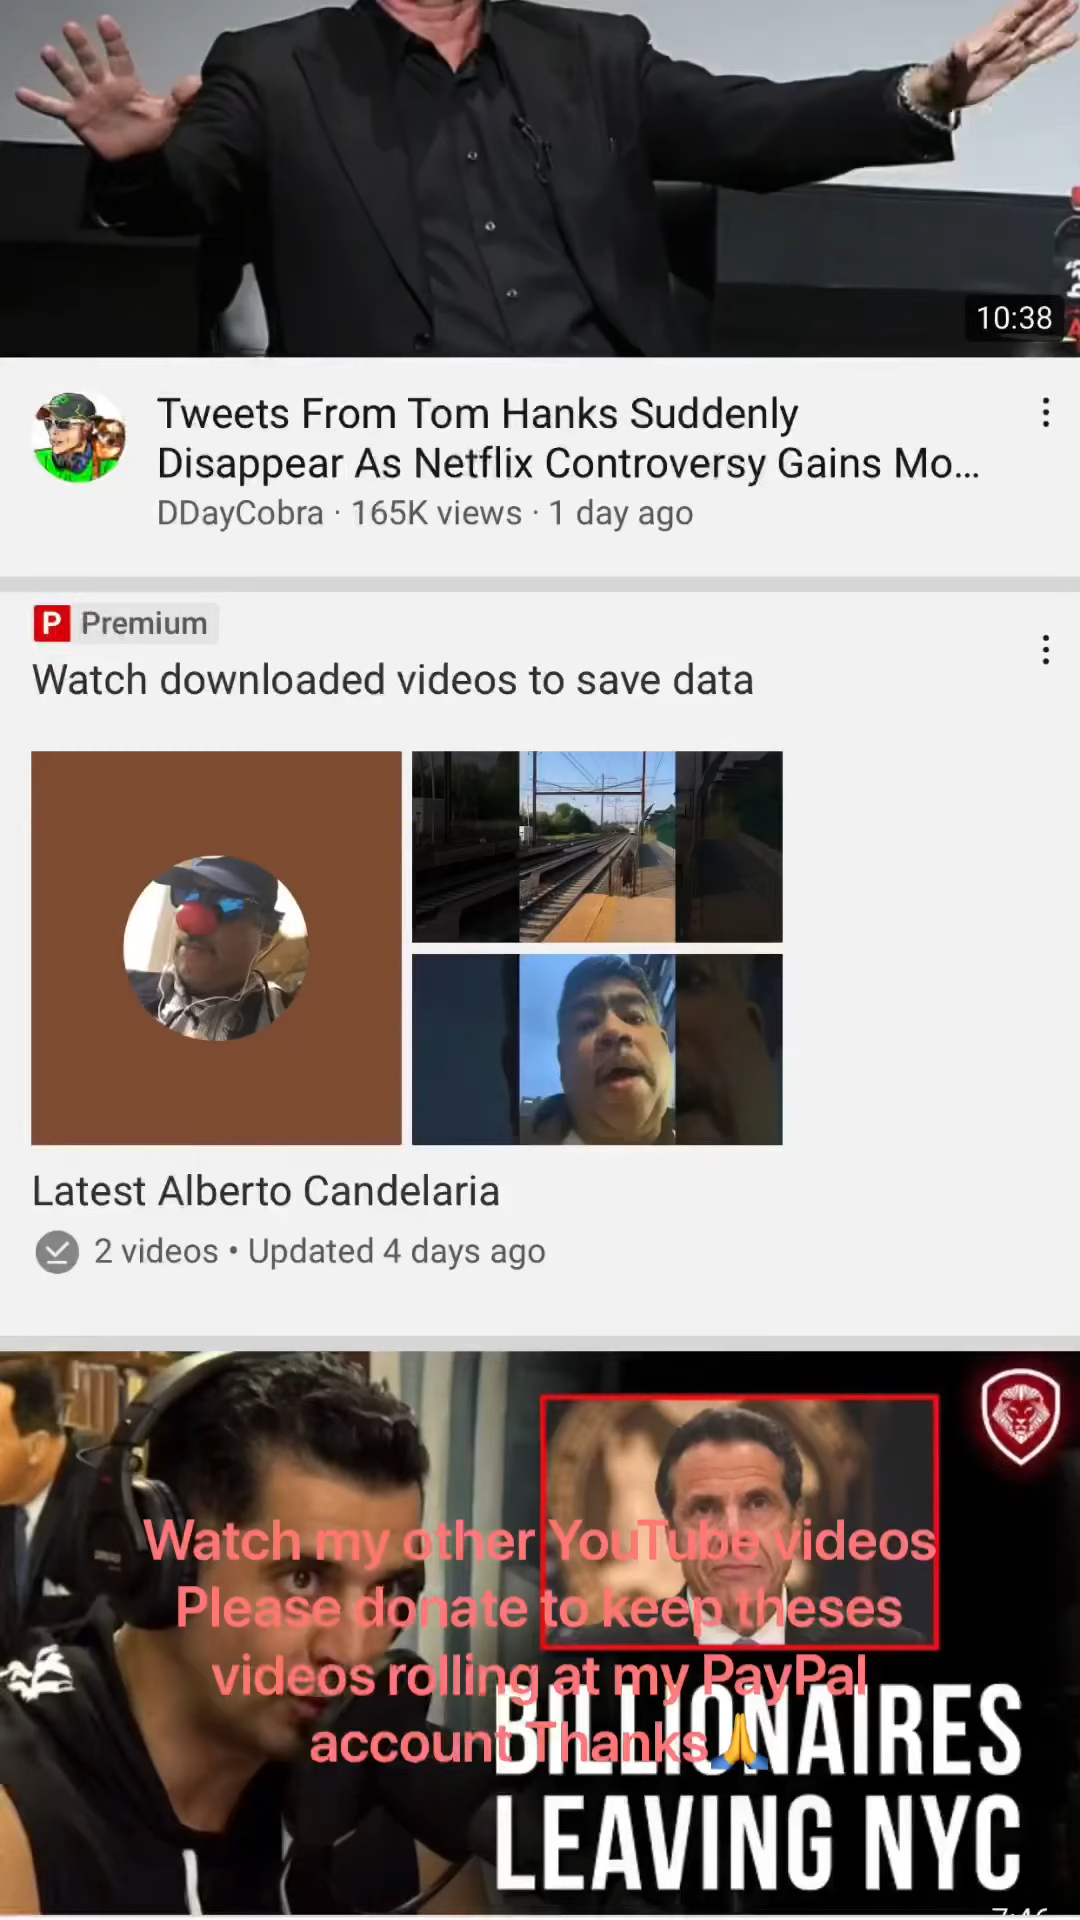 10:38
Tweets From Tom Hanks Suddenly
Disappear As Netflix Controversy Gains Mo...
DDayCobra · 165K views · 1 day ago
P Premium
Watch downloaded videos to save data
Latest Alberto Candelaria
2 videos • Updated 4 days ago
Watch my other YouTube videos
Please donate to keep theses
videos rolling at my PayPal
account Thanks🙏
BILLIONAIRES
LEAVING NYC